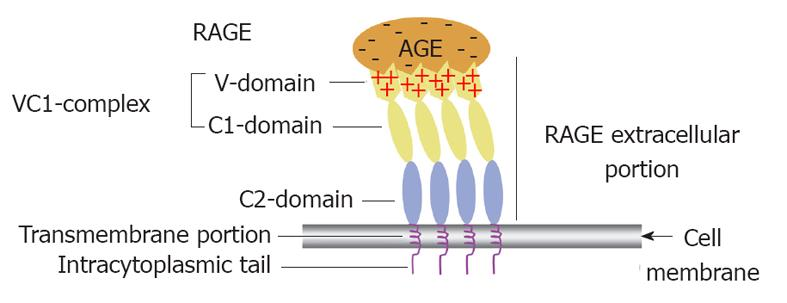 RAGE
AGE
V-domain
VC1-complex
C1-domain
RAGE extracellular
portion
C2-domain
Transmembrane portion
Cell
membrane
Intracytoplasmic tail